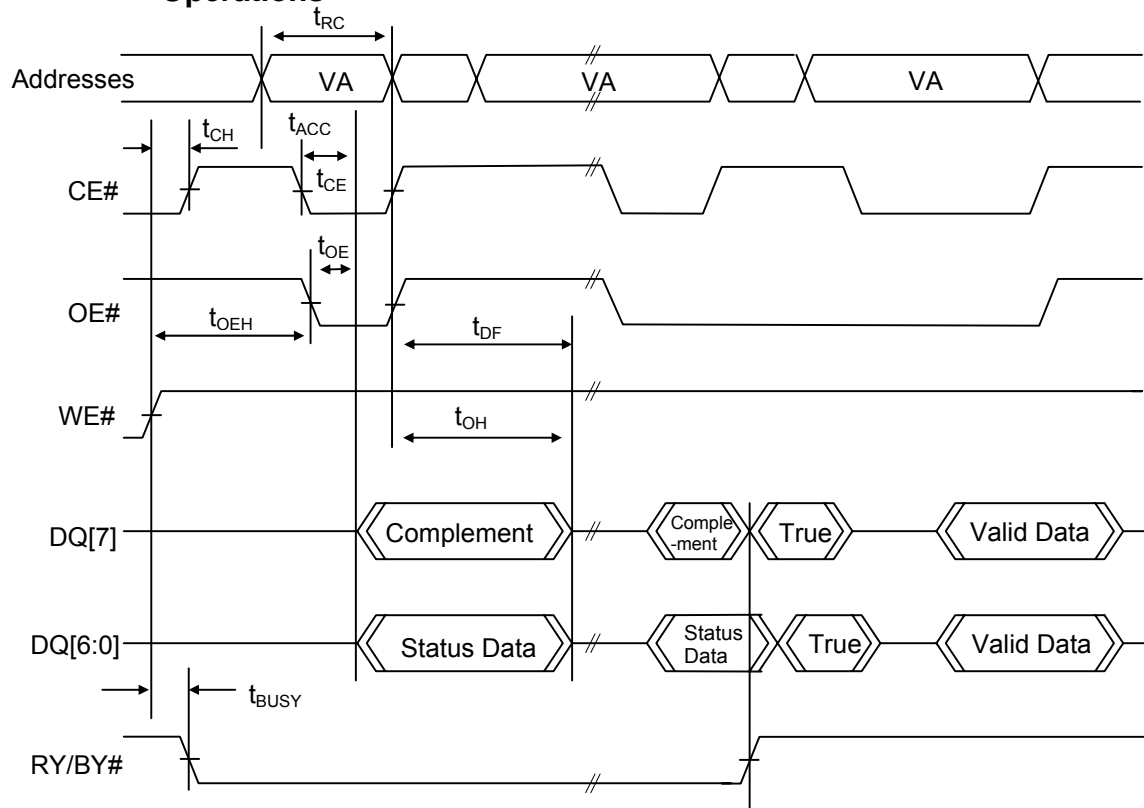 Operations
tRC
Addresses VA VA VA
tCH tACC
CE# tCE
tOE
OE#
tOEH tDF
WE# tOH
DQ[7] Complement Comple
-ment True Valid Data
DQ[6:0] Status Data Status
Data True Valid Data
tBUSY
RY/BY#